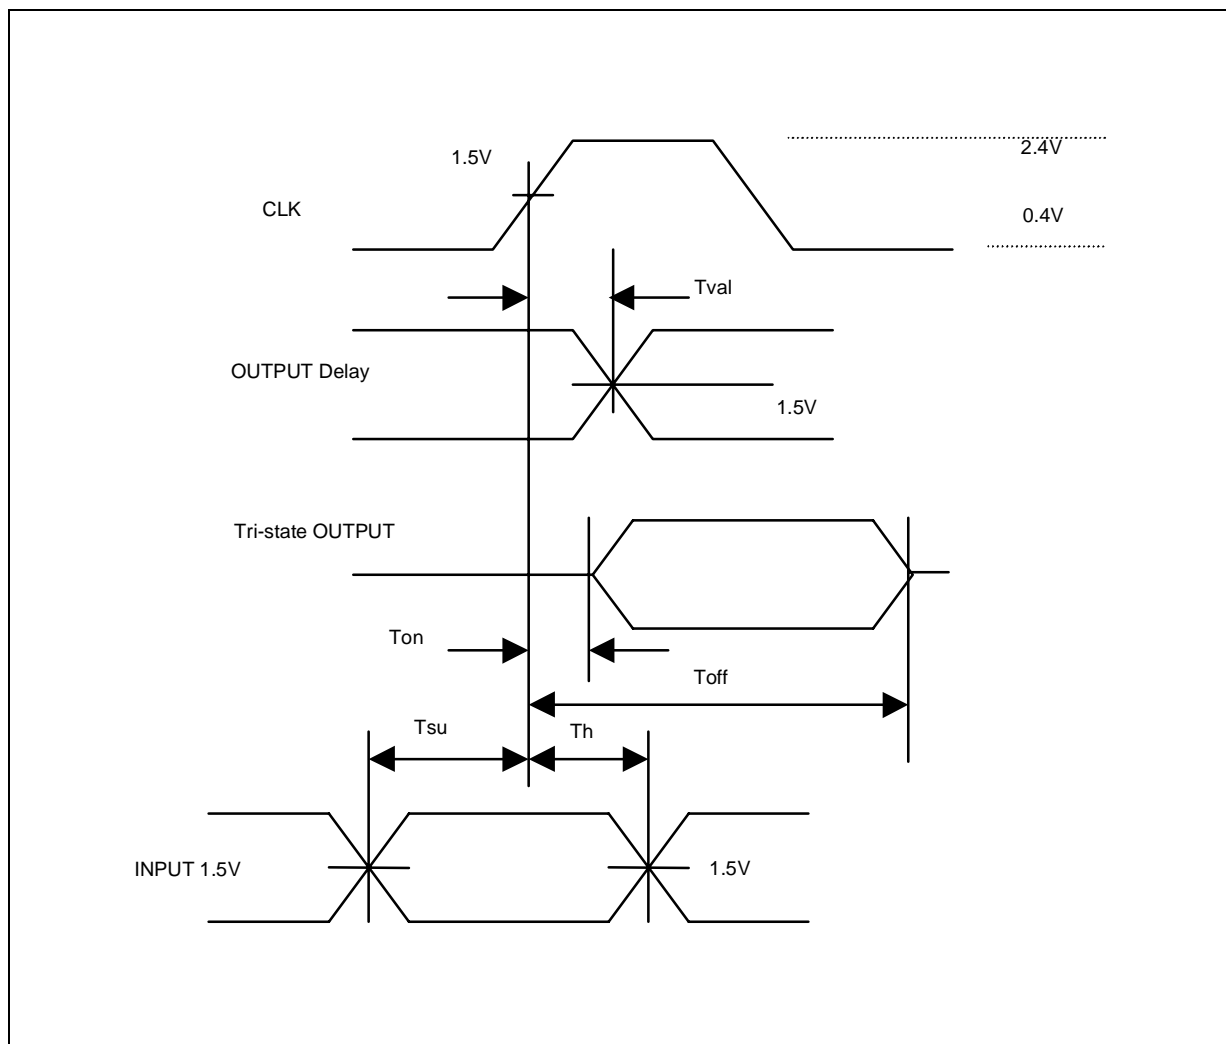 2.4V
1.5V
CLK
0.4V
Tval
OUTPUT Delay
1.5V
Tri-state OUTPUT
Ton
Toff
Tsu
Th
INPUT 1.5V
1.5V